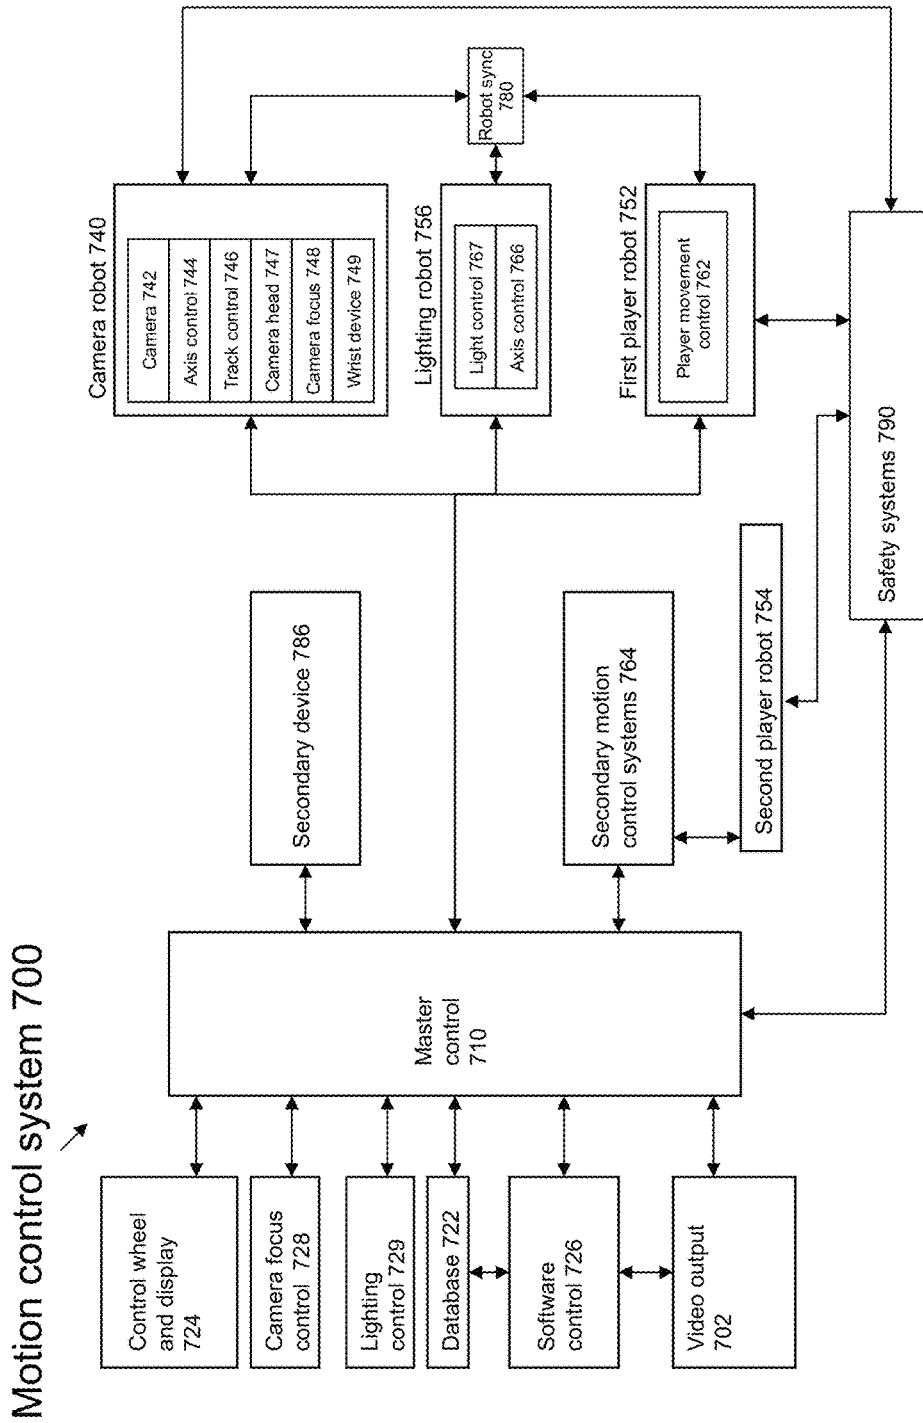 Motion control system 700
Control wheel
and display
724
Camera focus
control 728
Lighting
control 729
Database 722
Software
control 726
Video output
702
Master
control
710
Secondary device 786
Secondary motion
control systems 764
Second player robot 754
Camera robot 740
Camera 742
Axis control 744
Track control 746
Camera head 747
Camera focus 748
Wrist device 749
Lighting robot 756
Light control 767
Axis control 766
First player robot 752
Player movement
control 762
Robot sync
780
Safety systems 790